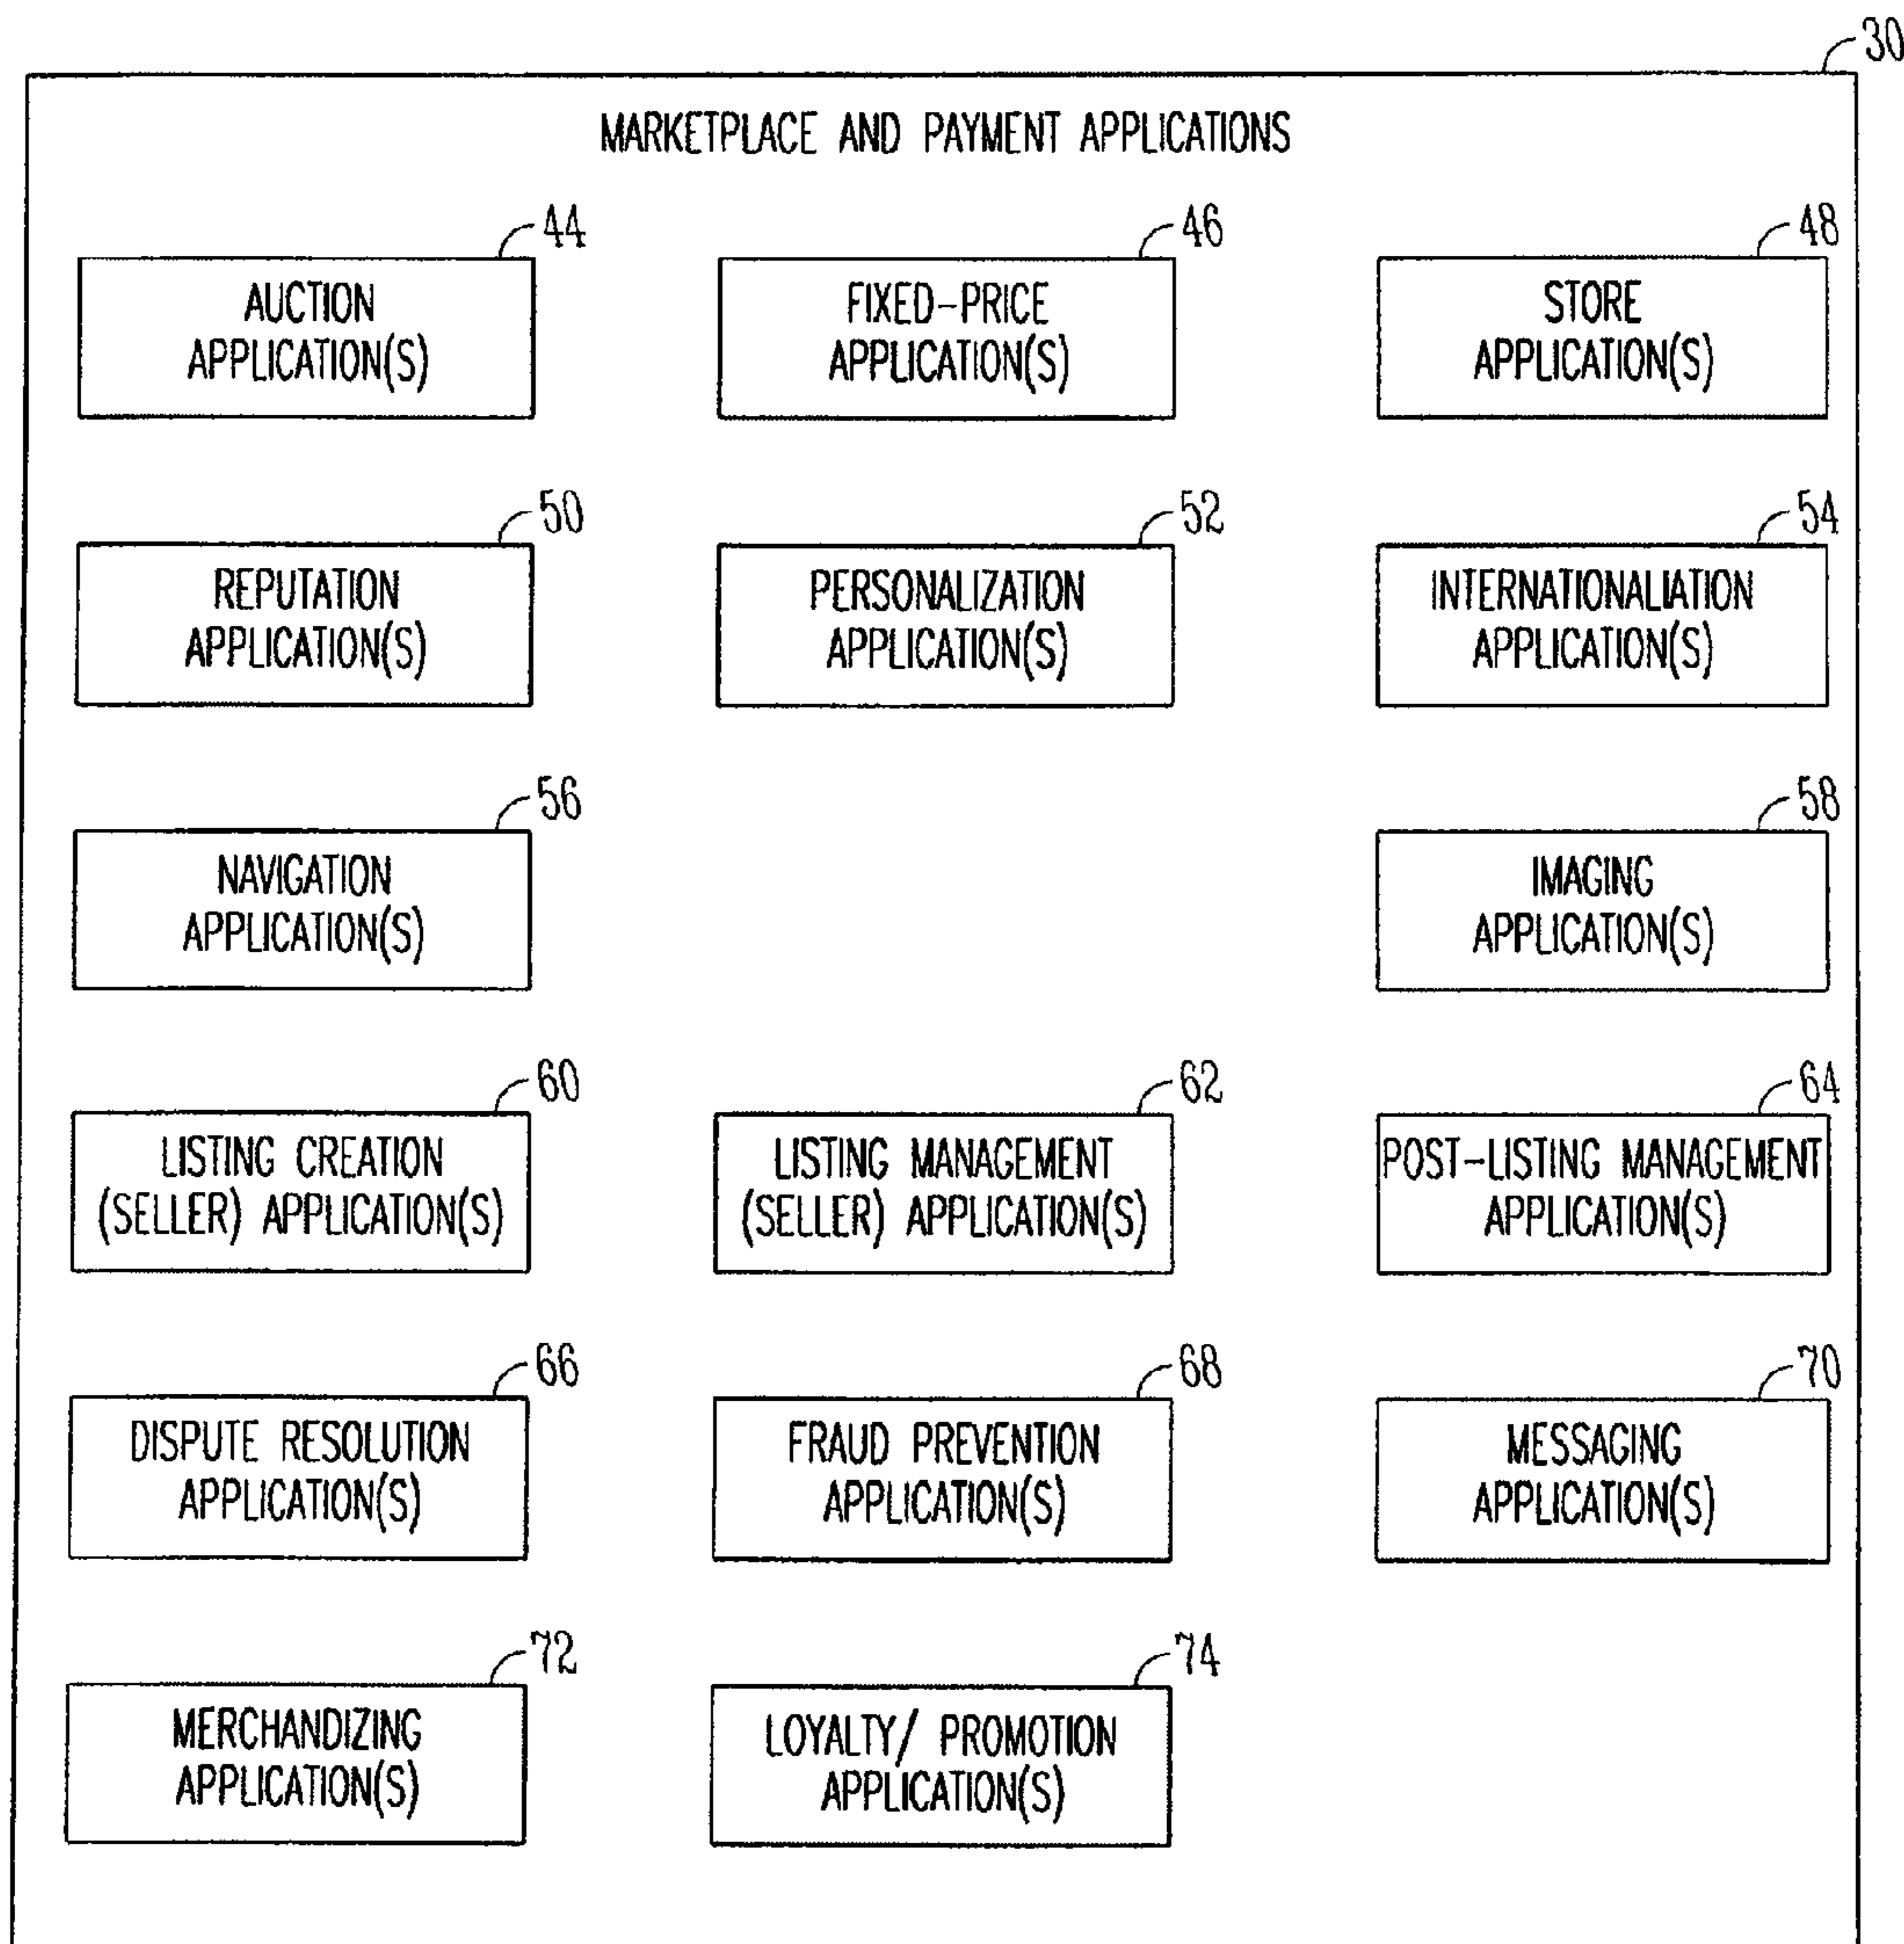 30
MARKETPLACE AND PAYMENT APPLICATIONS
44
AUCTION
APPLICATION(S)
46
FIXED-PRICE
APPLICATION(S)
48
STORE
APPLICATION(S)
50
REPUTATION
APPLICATION(S)
52
PERSONALIZATION
APPLICATION(S)
54
INTERNATIONALIATION
APPLICATION(S)
56
NAVIGATION
APPLICATION(S)
58
IMAGING
APPLICATION(S)
60
LISTING CREATION
(SELLER) APPLICATION(S)
62
LISTING MANAGEMENT
(SELLER) APPLICATION(S)
64
POST-LISTING MANAGEMENT
APPLICATION(S)
66
DISPUTE RESOLUTION
APPLICATION(S)
68
FRAUD PREVENTION
APPLICATION(S)
70
MESSAGING
APPLICATION(S)
72
MERCHANDIZING
APPLICATION(S)
74
LOYALTY/ PROMOTION
APPLICATION(S)